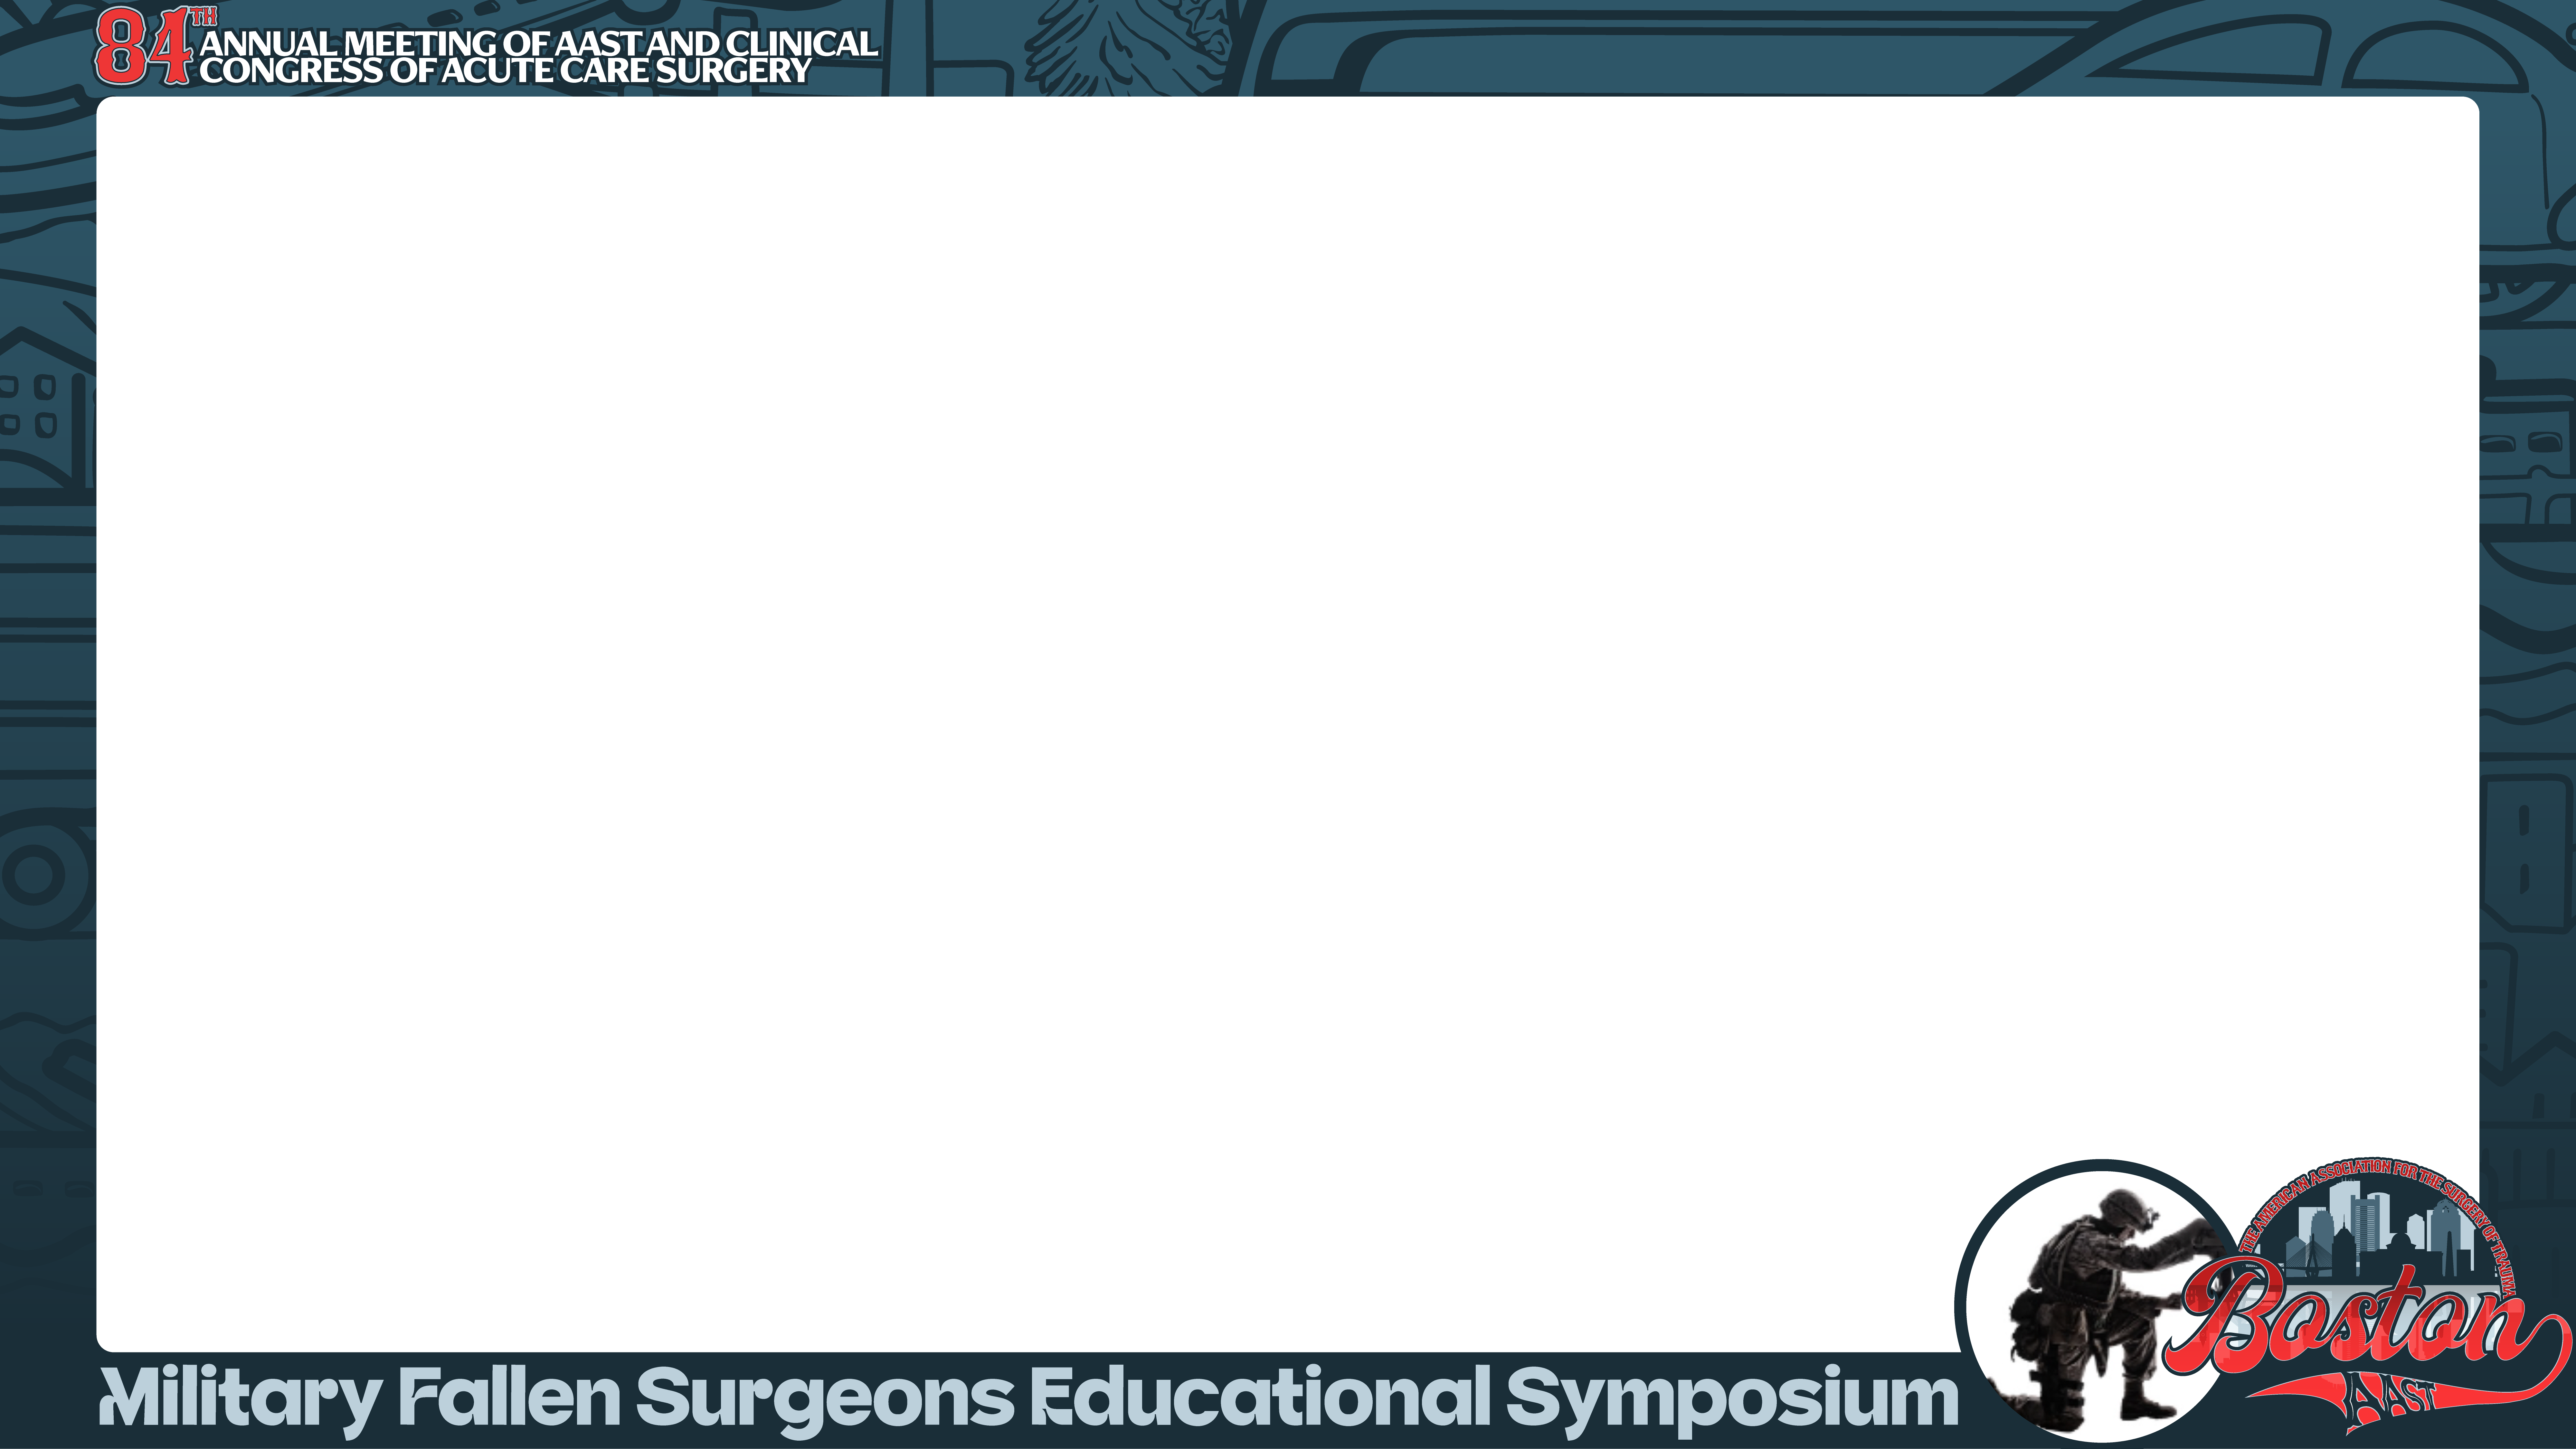 84TH
ANNUAL MEETING OF AAST AND CLINICAL
CONGRESS OF ACUTE CARE SURGERY
THE AMERICAN ASSOCIATION FOR THE SURGERY OF TRAUMA
Boston
AAST
Military Fallen Surgeons Educational Symposium